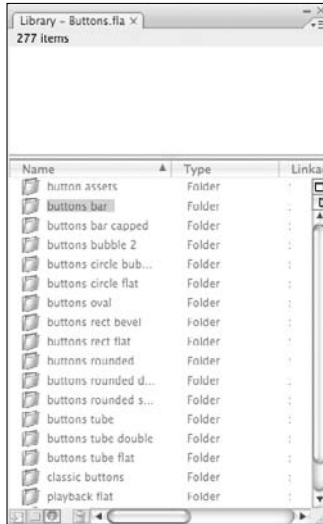 Library – Buttons.fla ×
277 items
Name Type Linka
button assets Folder
buttons bar Folder
buttons bar capped Folder
buttons bubble 2 Folder
buttons circle bub... Folder
buttons circle flat Folder
buttons oval Folder
buttons rect bevel Folder
buttons rect flat Folder
buttons rounded Folder
buttons rounded d... Folder
buttons rounded s... Folder
buttons tube Folder
buttons tube double Folder
buttons tube flat Folder
classic buttons Folder
playback flat Folder